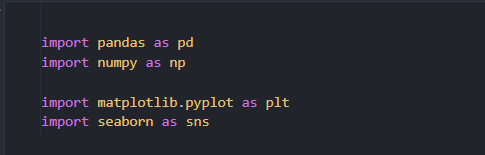 import pandas as pd
import numpy as np
import matplotlib.pyplot as plt
import seaborn as sns